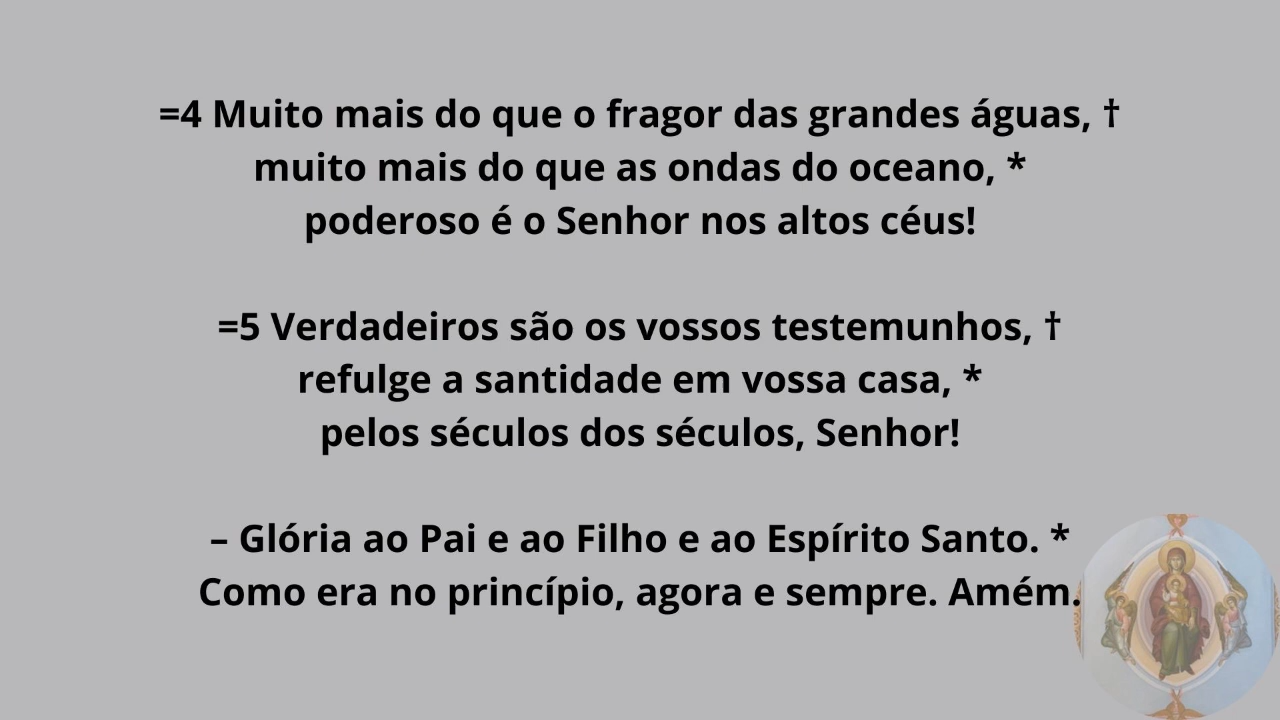 =4 Muito mais do que o fragor das grandes águas, †
muito mais do que as ondas do oceano, *
poderoso é o Senhor nos altos céus!
=5 Verdadeiros são os vossos testemunhos, †
refulge a santidade em vossa casa, *
pelos séculos dos séculos, Senhor!
– Glória ao Pai e ao Filho e ao Espírito Santo. *
Como era no princípio, agora e sempre. Amém.